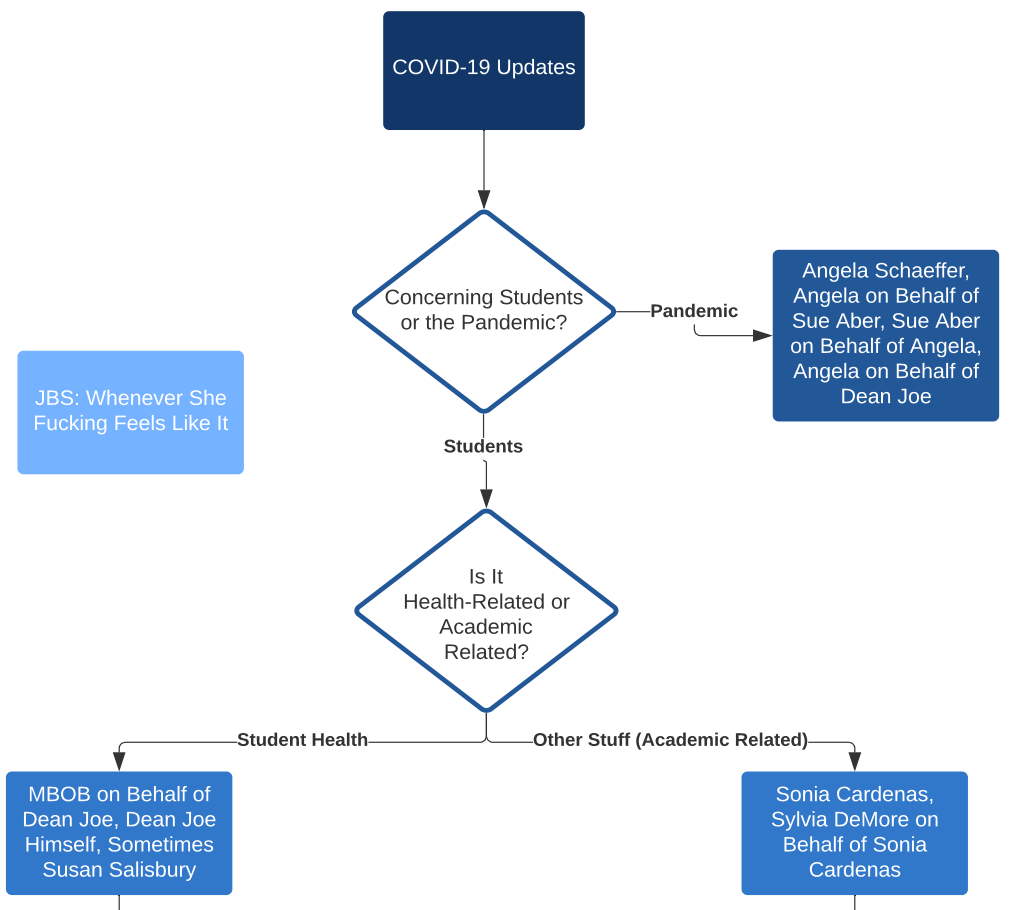 COVID-19 Updates
Concerning Students
or the Pandemic?
Pandemic
Angela Schaeffer,
Angela on Behalf of
Sue Aber, Sue Aber
on Behalf of Angela,
Angela on Behalf of
Dean Joe
JBS: Whenever She
Fucking Feels Like It
Students
Is It
Health-Related or
Academic
Related?
Student Health
Other Stuff (Academic Related)
MBOB on Behalf of
Dean Joe, Dean Joe
Himself, Sometimes
Susan Salisbury
Sonia Cardenas,
Sylvia DeMore on
Behalf of Sonia
Cardenas